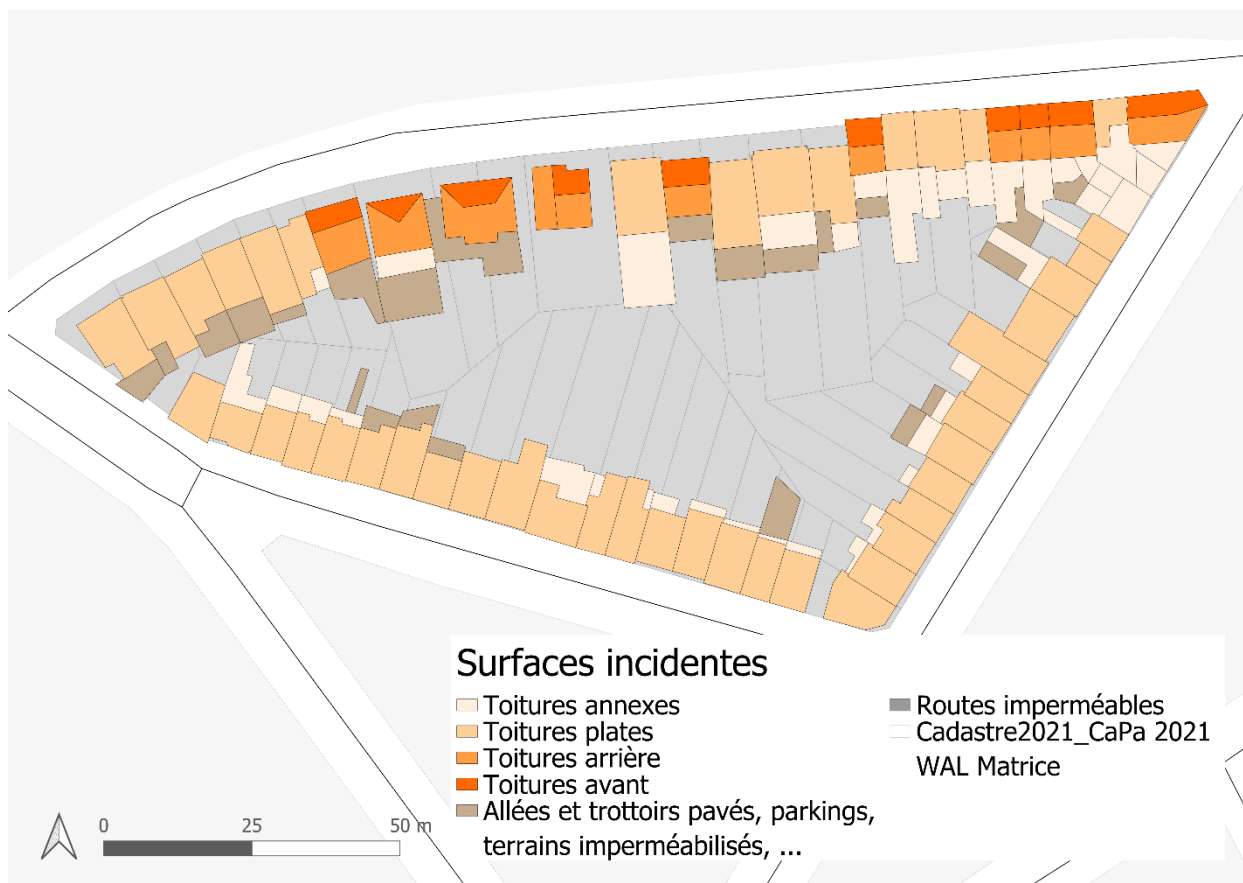 Surfaces incidentes
Toitures annexes
Toitures plates
Toitures arrière
Toitures avant
Allées et trottoirs pavés, parkings,
terrains imperméabilisés, ...
Routes imperméables
Cadastre2021_CaPa 2021
WAL Matrice
0 25 50 m